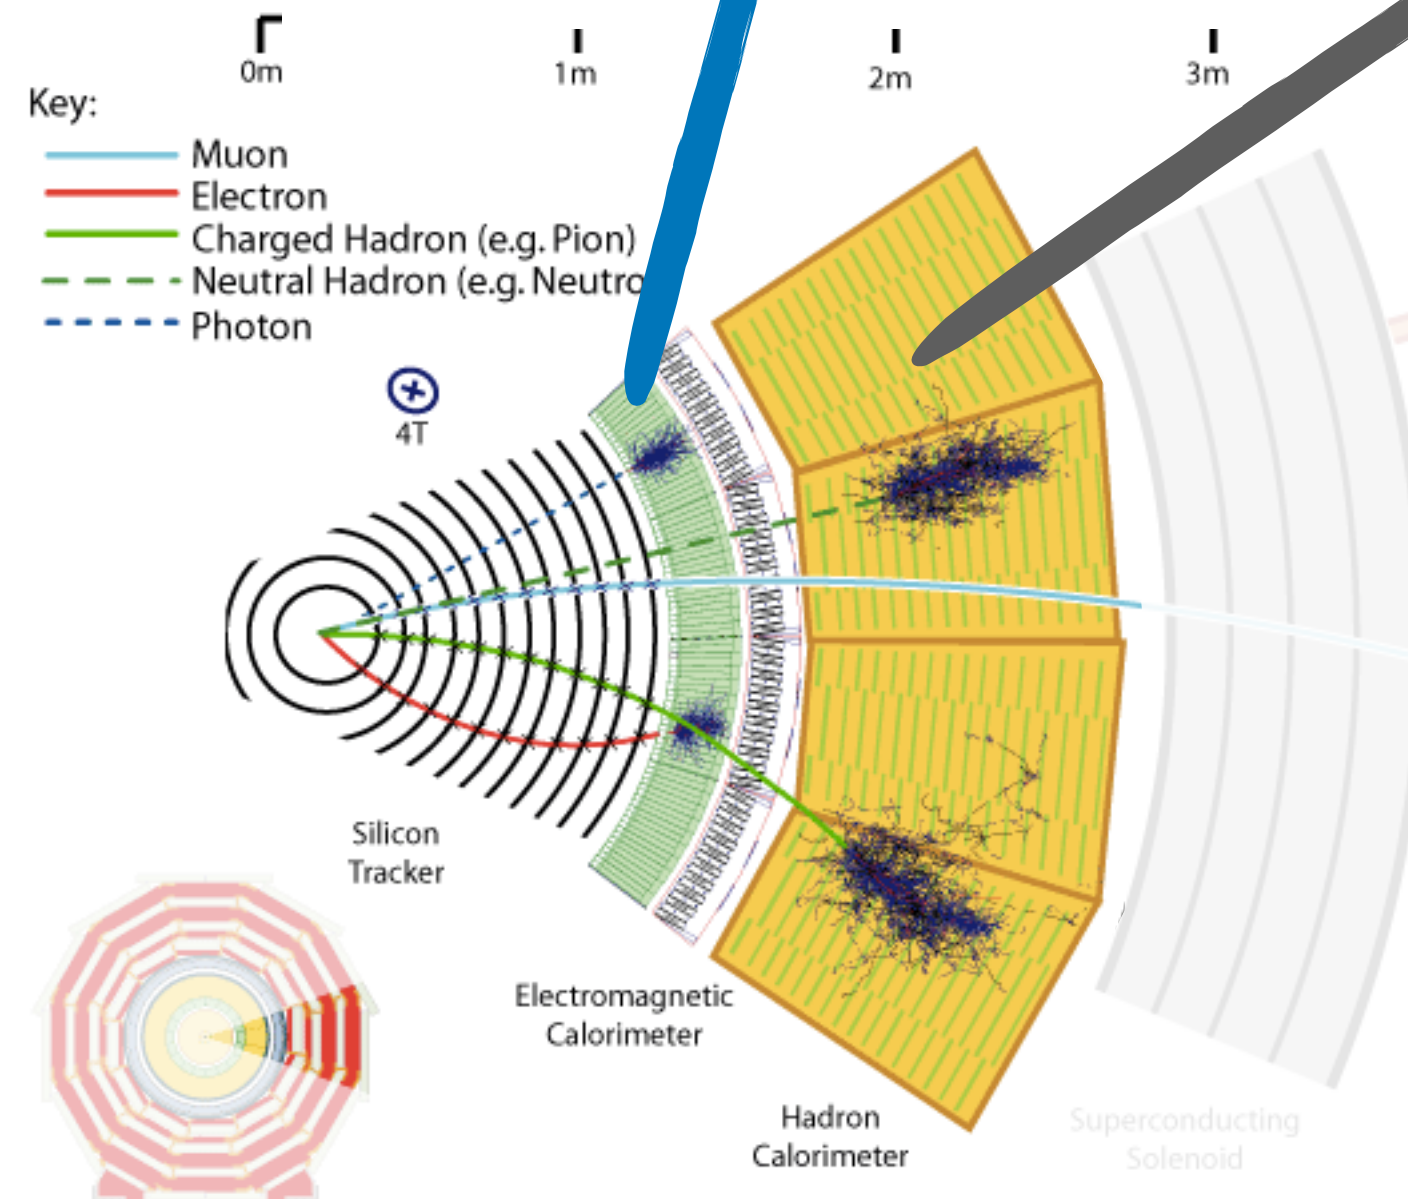 0m 1m 2m 3m
Key:
Muon
Electron
Charged Hadron (e.g. Pion)
Neutral Hadron (e.g. Neutro
Photon
4T
Silicon
Tracker
Electromagnetic
Calorimeter
Hadron
Calorimeter
Superconducting
Solenoid